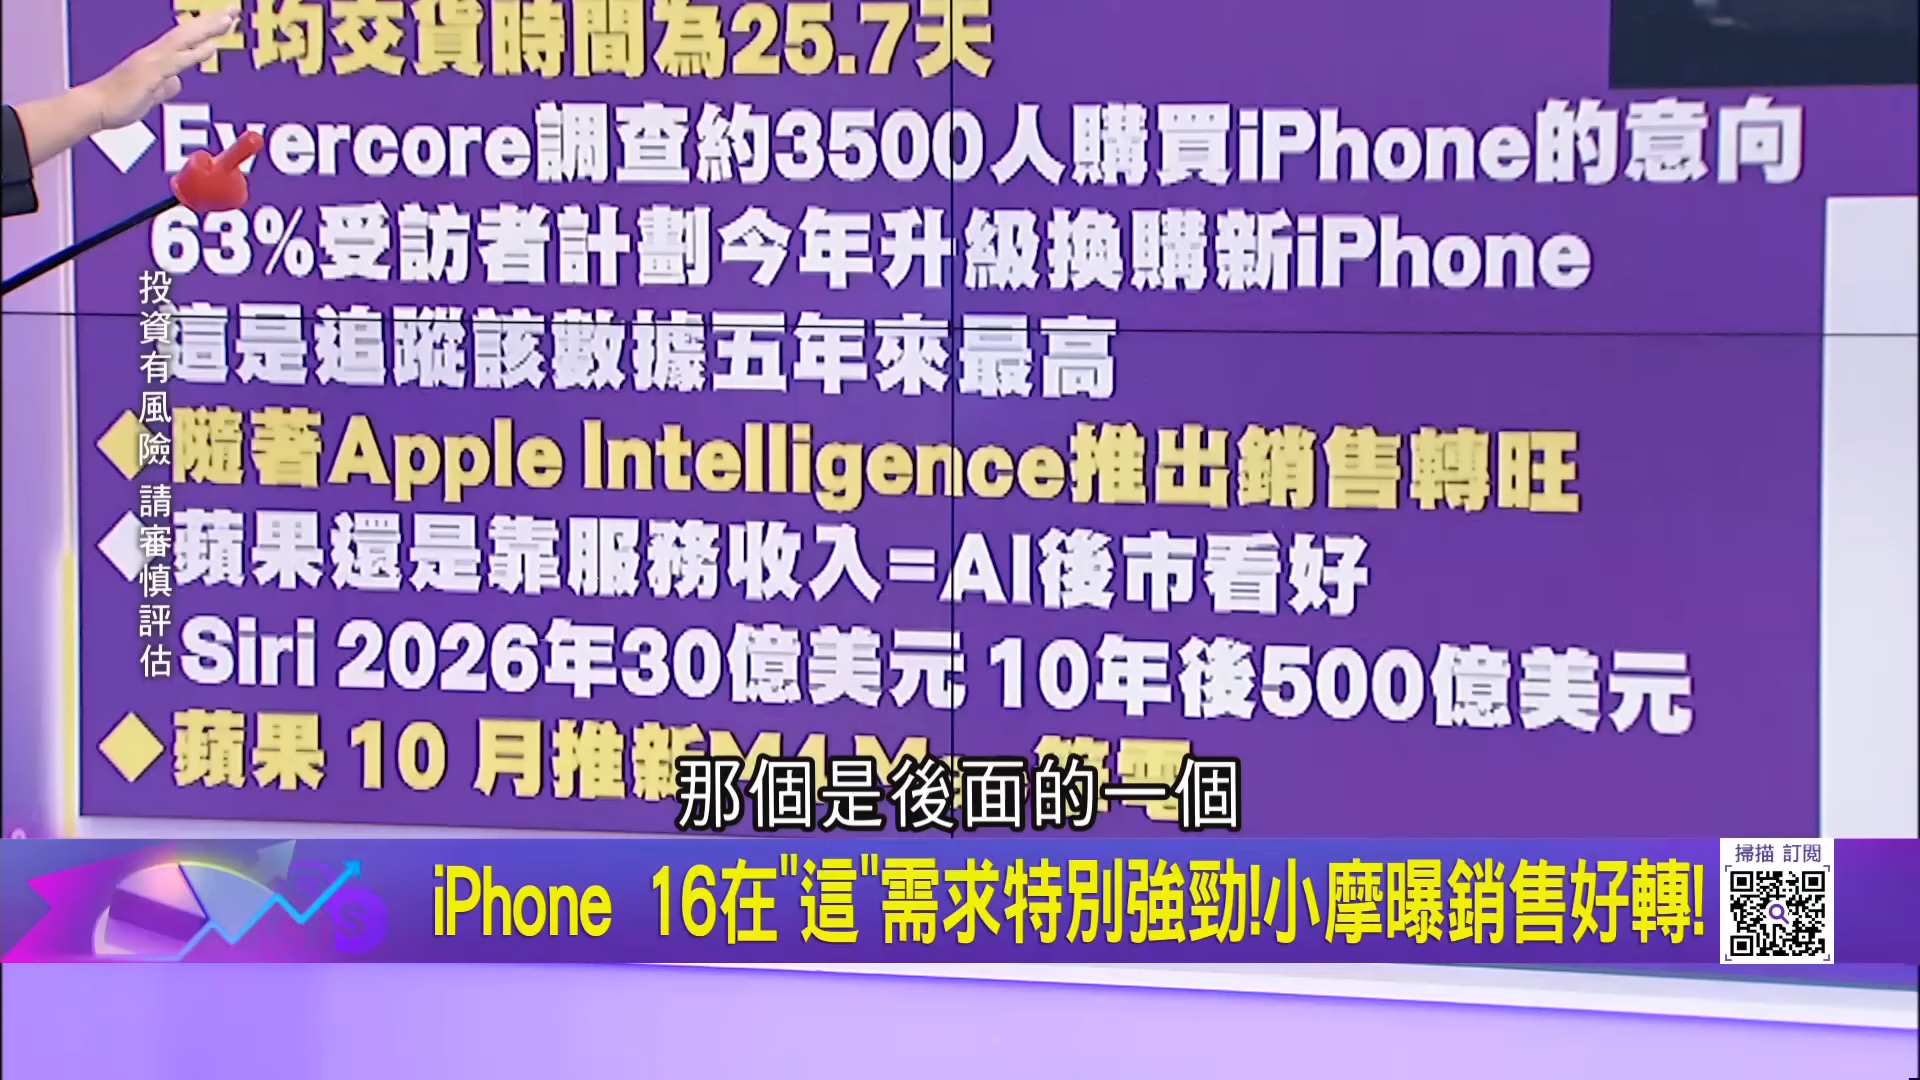 平均交貨時間為25.7天
◆Evercore調查約3500人購買iPhone的意向
63%受訪者計劃今年升級換購新iPhone
這是追蹤該數據五年來最高
◆隨著Apple Intelligence推出銷售轉旺
◆蘋果還是靠服務收入=AI後市看好
Siri 2026年30億美元 10年後500億美元
◆蘋果 10 月推新
投資有風險 請審慎評估
那個是後面的一個
iPhone 16在"這"需求特別強勁!小摩曝銷售好轉!
掃描 訂閱